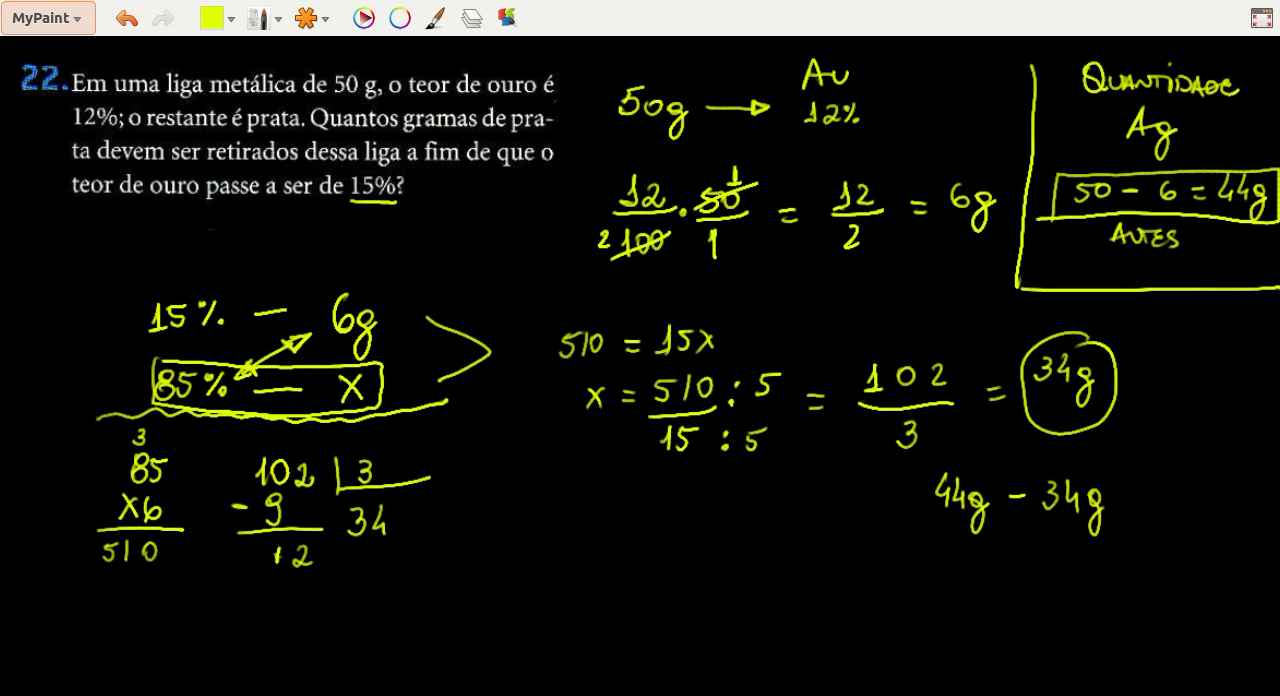 MyPaint
22. Em uma liga metálica de 50 g, o teor de ouro é
12%; o restante é prata. Quantos gramas de pra-
ta devem ser retirados dessa liga a fim de que o
teor de ouro passe a ser de 15%?
50g → Au
12%
12/100 · 50/1 = 12/2 = 6g
2 1
QUANTIDADE
Ag
50 - 6 = 44g
ANTES
15% — 6g
85% — x
510 = 15x
x = 510 : 5 / 15 : 5 = 102/3 = 34g
3
85
x6
510
102 | 3
- 9 34
12
44g - 34g